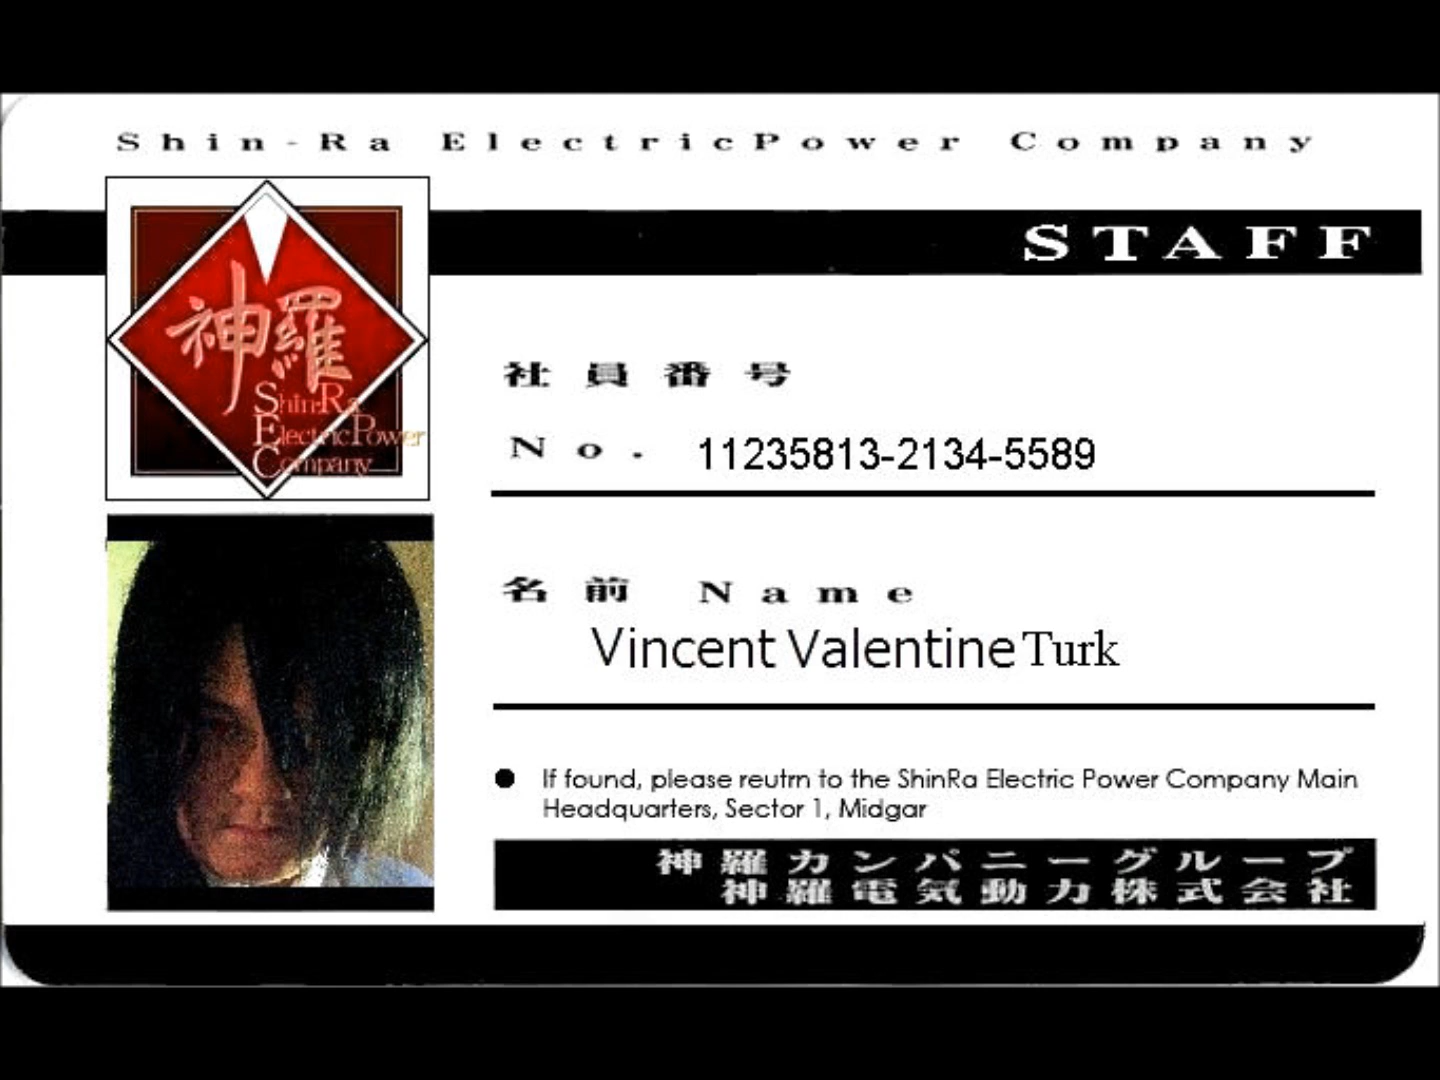 Shin-Ra ElectricPower Company
STAFF
神羅
Shin-Ra
ElectricPower
Company
社員番号
No. 11235813-2134-5589
名前 Name
Vincent Valentine Turk
● If found, please reutrn to the ShinRa Electric Power Company Main
Headquarters, Sector 1, Midgar
神羅カンパニーグループ
神羅電気動力株式会社